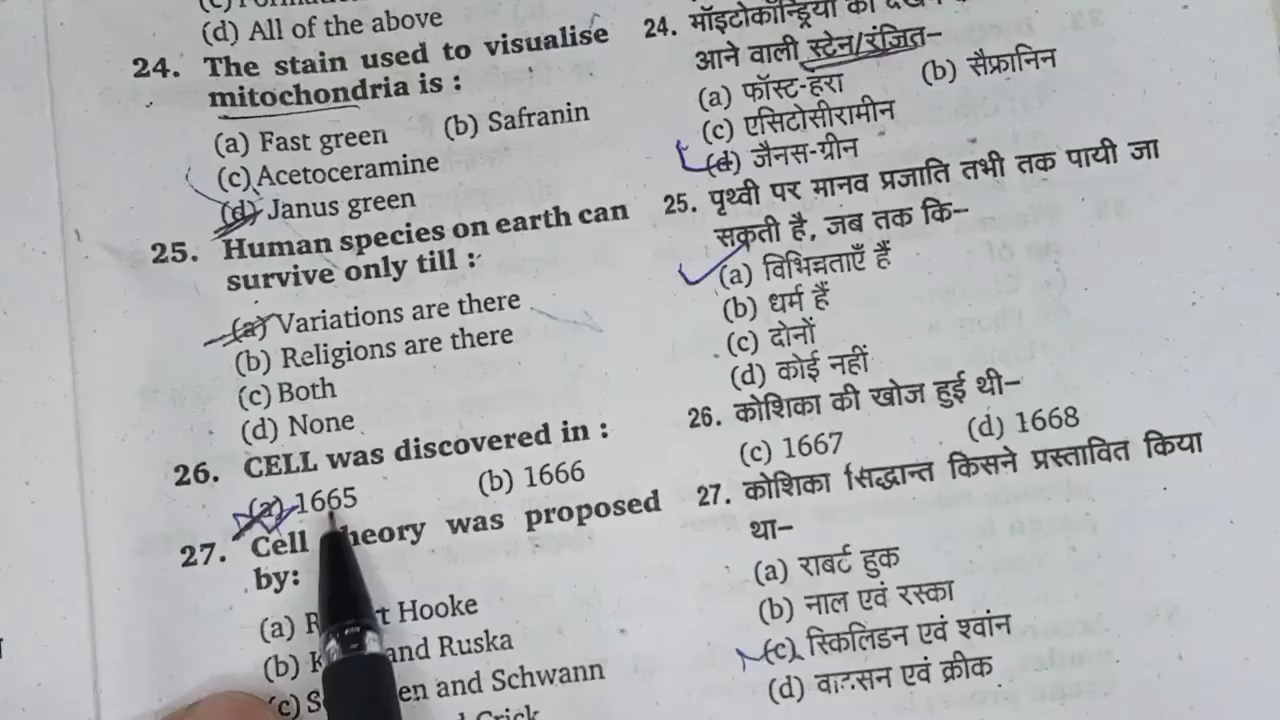 (d) All of the above
24. The stain used to visualise
mitochondria is :
(a) Fast green (b) Safranin
(c) Acetoceramine
(d) Janus green
25. Human species on earth can
survive only till :
(a) Variations are there
(b) Religions are there
(c) Both
(d) None
26. CELL was discovered in :
(a) 1665 (b) 1666
27. Cell heory was proposed
by:
(a) R t Hooke
(b) K and Ruska
(c) S en and Schwann
Crick
24. मॉइटोकॉन्ड्रिया को
आने वाली स्टेन/रंजित–
(a) फॉस्ट-हरा (b) सैफ्रानिन
(c) एसिटोसीरामीन
(d) जैनस-ग्रीन
25. पृथ्वी पर मानव प्रजाति तभी तक पायी जा
सकती है, जब तक कि–
(a) विभिन्नताएँ हैं
(b) धर्म हैं
(c) दोनों
(d) कोई नहीं
26. कोशिका की खोज हुई थी–
(c) 1667 (d) 1668
27. कोशिका सिद्धान्त किसने प्रस्तावित किया
था–
(a) राबर्ट हुक
(b) नाल एवं रस्का
(c) स्किलिडन एवं श्वांन
(d) वाटसन एवं क्रीक